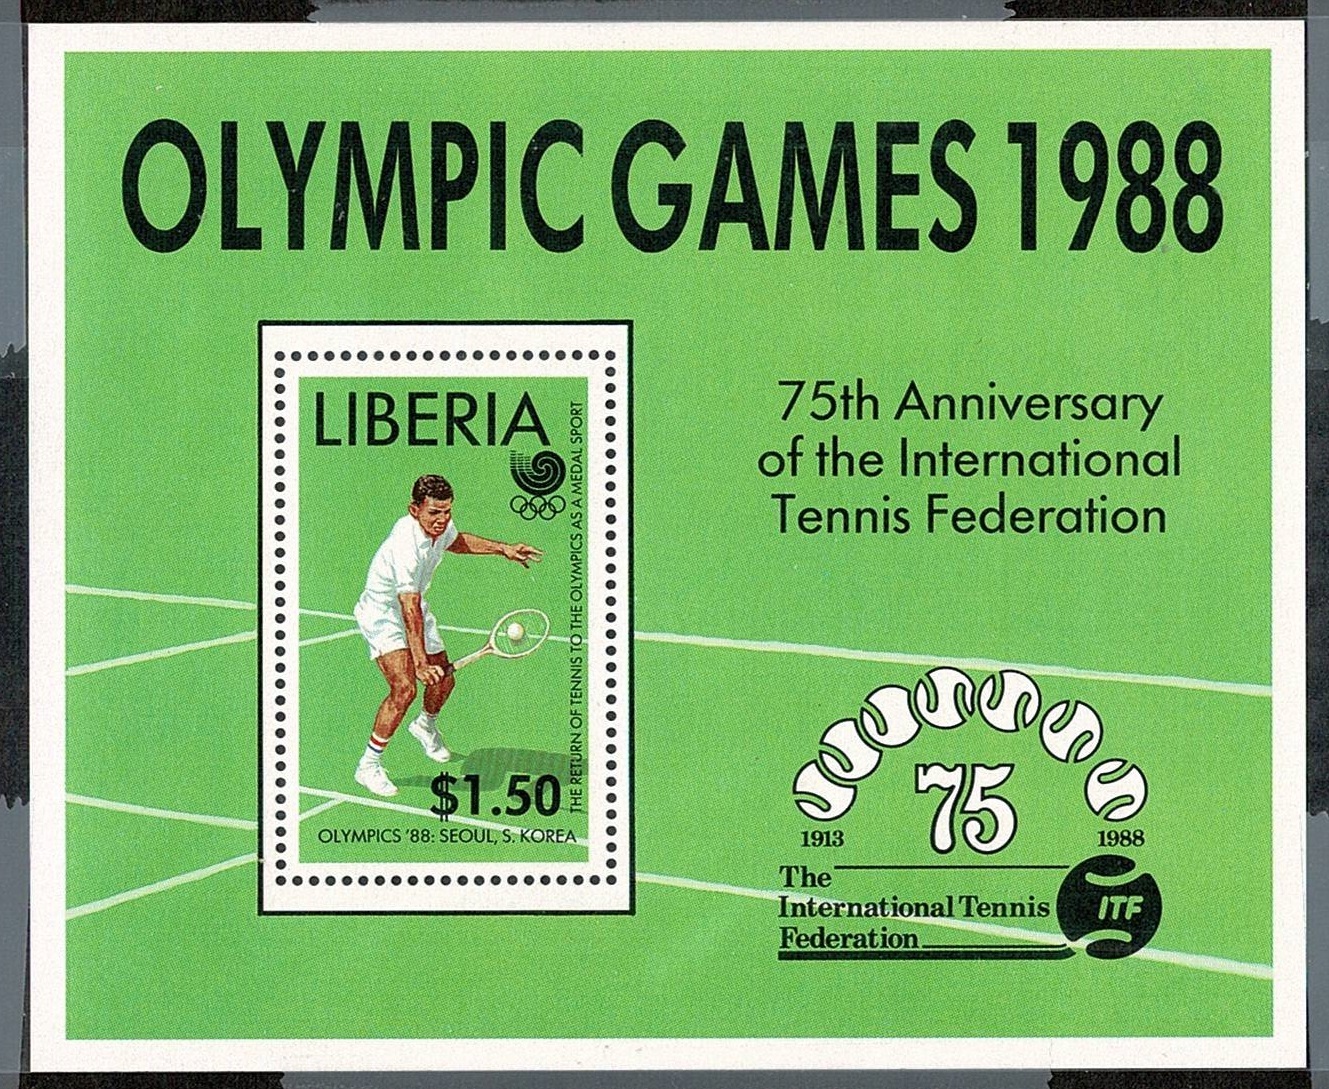 OLYMPIC GAMES 1988
LIBERIA
THE RETURN OF TENNIS TO THE OLYMPICS AS A MEDAL SPORT
$1.50
OLYMPICS '88: SEOUL, S. KOREA
75th Anniversary
of the International
Tennis Federation
75
1913 1988
The
International Tennis
Federation
ITF